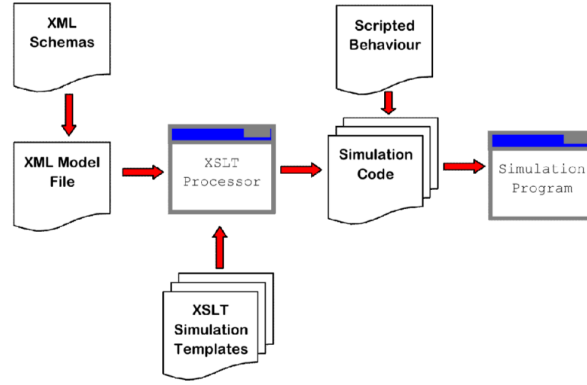 XML
Schemas
Scripted
Behaviour
XML Model
File
XSLT
Processor
Simulation
Code
Simulation
Program
XSLT
Simulation
Templates